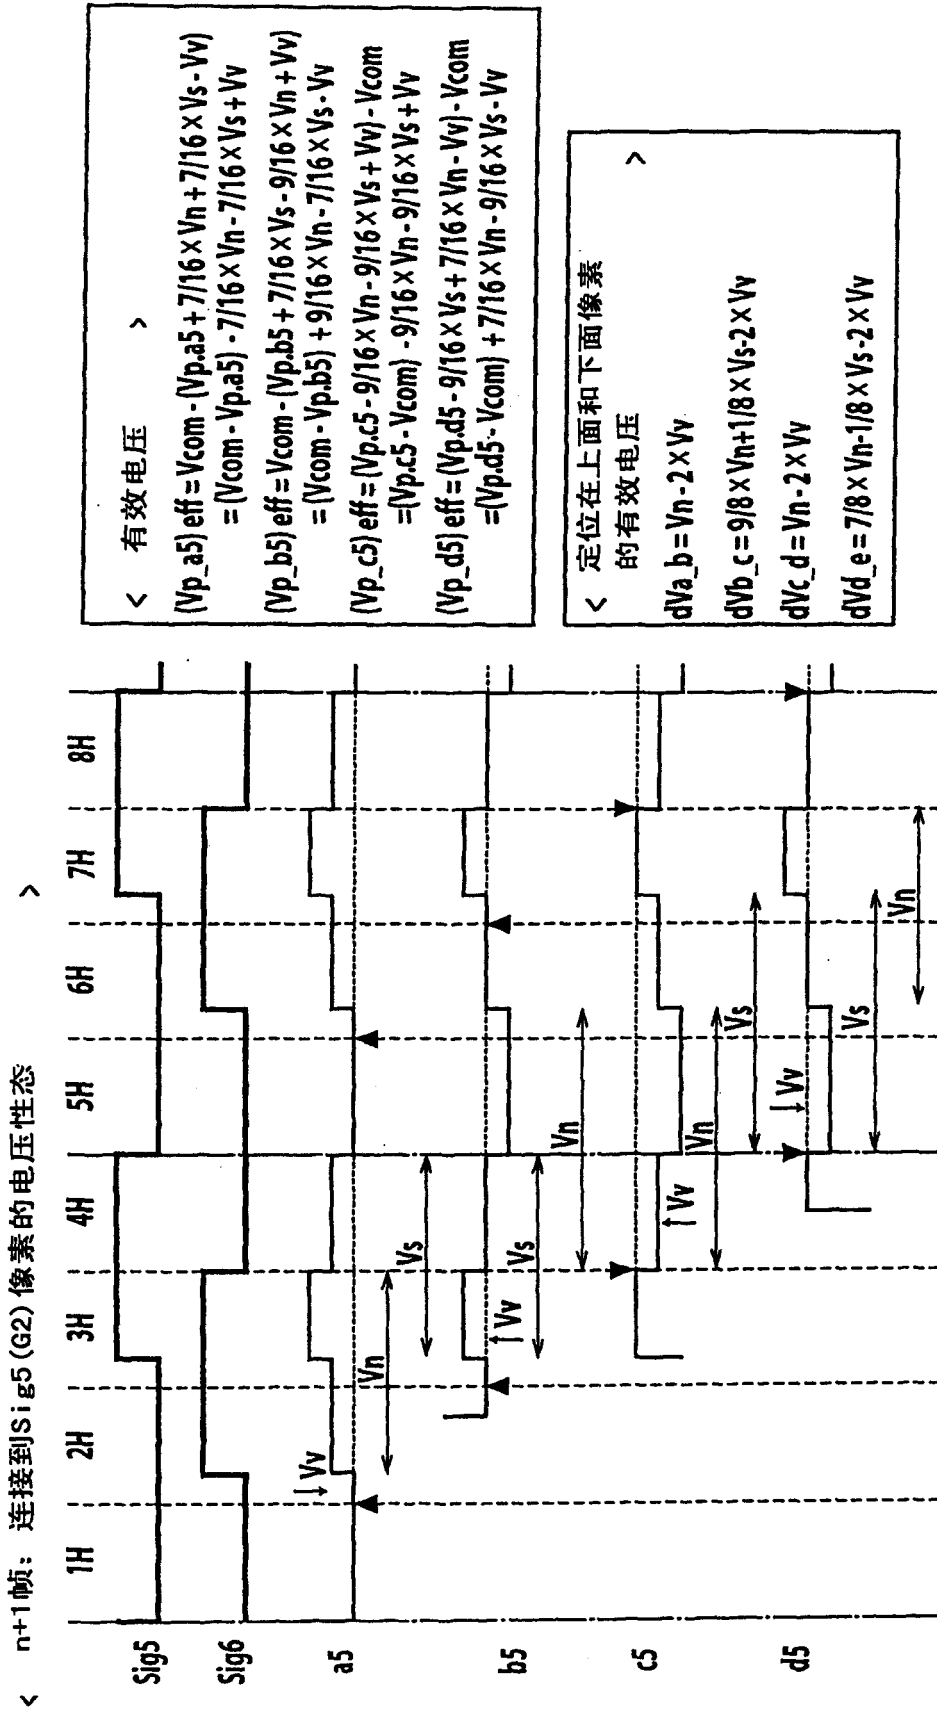 < n+1帧: 连接到Sig5(G2)像素的电压性态 >
1H 2H 3H 4H 5H 6H 7H 8H
Sig5
Sig6
a5
Vv
Vn
Vs
b5
Vv
Vs
Vn
c5
Vv
Vn
Vs
d5
Vv
Vs
Vn
< 有效电压 >
(Vp_a5) eff = Vcom - (Vp.a5 + 7/16 × Vn + 7/16 × Vs - Vv)
= (Vcom - Vp.a5) - 7/16 × Vn - 7/16 × Vs + Vv
(Vp_b5) eff = Vcom - (Vp.b5 + 7/16 × Vs - 9/16 × Vn + Vv)
= (Vcom - Vp.b5) + 9/16 × Vn - 7/16 × Vs - Vv
(Vp_c5) eff = (Vp.c5 - 9/16 × Vn - 9/16 × Vs + Vv) - Vcom
=(Vp.c5 - Vcom) - 9/16 × Vn - 9/16 × Vs + Vv
(Vp_d5) eff = (Vp.d5 - 9/16 × Vs + 7/16 × Vn - Vv) - Vcom
=(Vp.d5 - Vcom) + 7/16 × Vn - 9/16 × Vs - Vv
< 定位在上面和下面像素 >
的有效电压
dVa_b = Vn - 2 × Vv
dVb_c = 9/8 × Vn+1/8 × Vs-2 × Vv
dVc_d = Vn - 2 × Vv
dVd_e = 7/8 × Vn-1/8 × Vs-2 × Vv